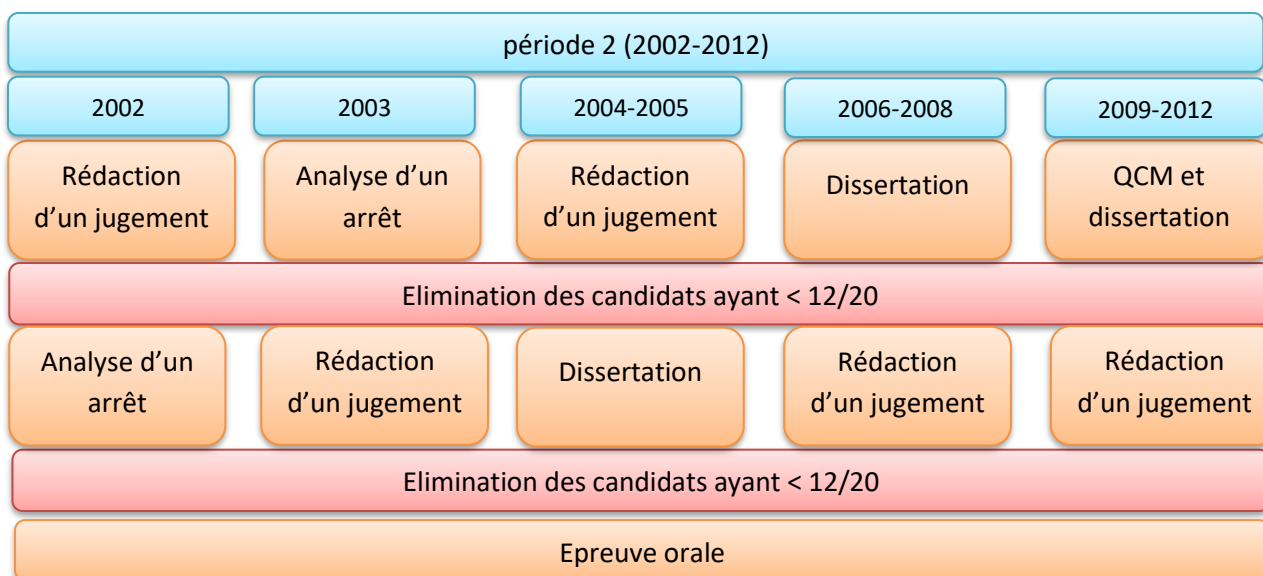 période 2 (2002-2012)
2002
2003
2004-2005
2006-2008
2009-2012
Rédaction
d’un jugement
Analyse d’un
arrêt
Rédaction
d’un jugement
Dissertation
QCM et
dissertation
Elimination des candidats ayant < 12/20
Analyse d’un
arrêt
Rédaction
d’un jugement
Dissertation
Rédaction
d’un jugement
Rédaction
d’un jugement
Elimination des candidats ayant < 12/20
Epreuve orale